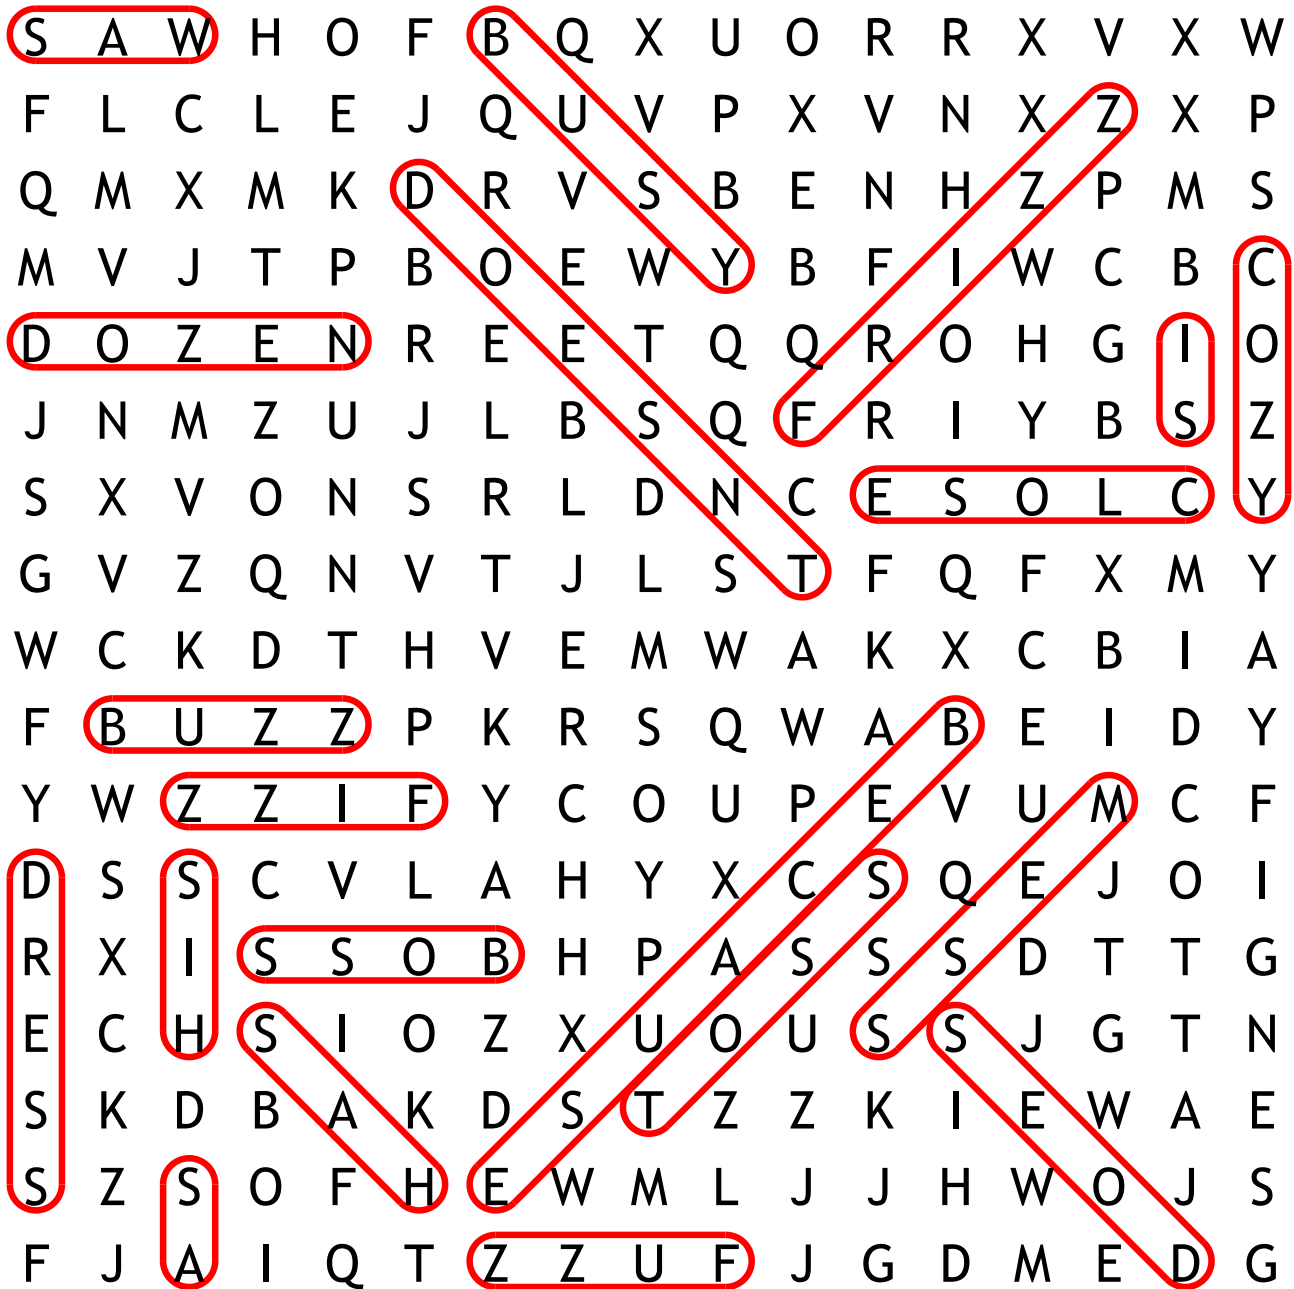 S A W H O F B Q X U O R R X V X W
F L C L E J Q U V P X V N X Z X P
Q M X M K D R V S B E N H Z P M S
M V J T P B O E W Y B F I W C B C
D O Z E N R E E T Q Q R O H G I O
J N M Z U J L B S Q F R I Y B S Z
S X V O N S R L D N C E S O L C Y
G V Z Q N V T J L S T F Q F X M Y
W C K D T H V E M W A K X C B I A
F B U Z Z P K R S Q W A B E I D Y
Y W Z Z I F Y C O U P E V U M C F
D S S C V L A H Y X C S Q E J O I
R X I S S O B H P A S S S D T T G
E C H S I O Z X U O U S S J G T N
S K D B A K D S T Z Z K I E W A E
S Z S O F H E W M L J J H W O J S
F J A I Q T Z Z U F J G D M E D G